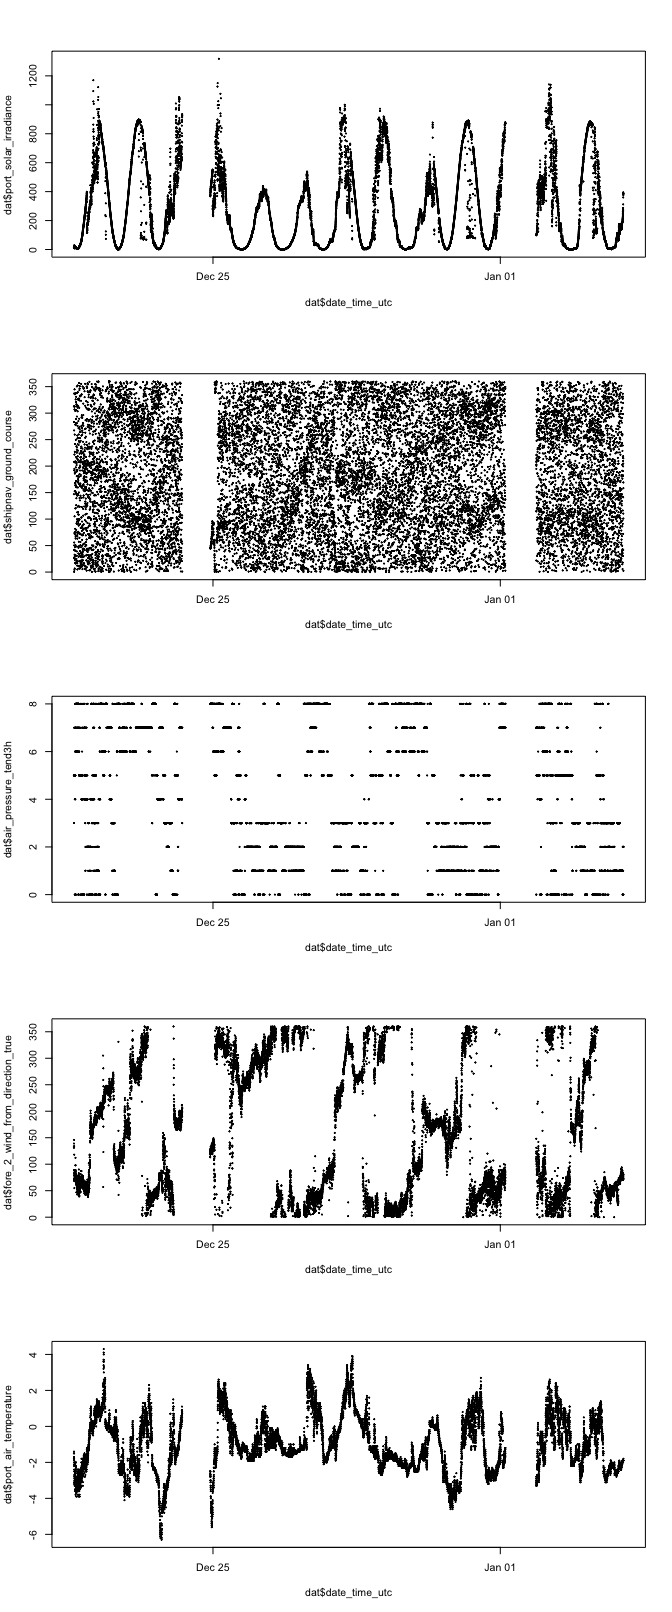 dat$port_solar_irradiance
1200
800
600
400
200
0
Dec 25 Jan 01
dat$date_time_utc
dat$shipnav_ground_course
350
300
250
200
150
100
50
0
Dec 25 Jan 01
dat$date_time_utc
dat$air_pressure_tend3h
8
6
4
2
0
Dec 25 Jan 01
dat$date_time_utc
dat$fore_2_wind_from_direction_true
350
300
250
200
150
100
50
0
Dec 25 Jan 01
dat$date_time_utc
dat$port_air_temperature
4
2
0
-2
-4
-6
Dec 25 Jan 01
dat$date_time_utc